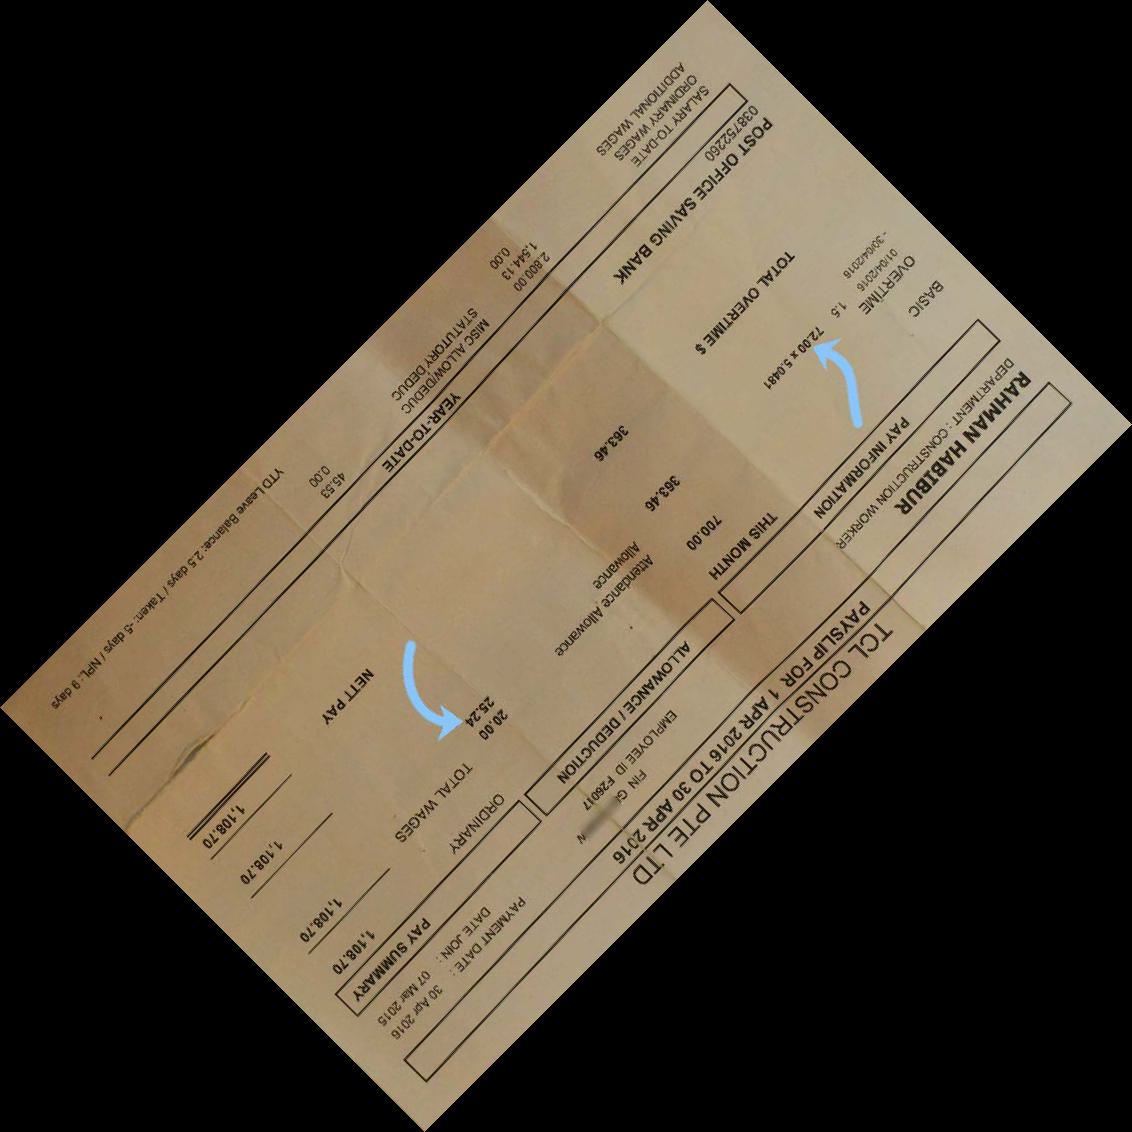 TCL CONSTRUCTION PTE LTD
PAYSLIP FOR 1 APR 2016 TO 30 APR 2016
RAHMAN HABIBUR
DEPARTMENT : CONSTRUCTION WORKER
FIN G
EMPLOYEE ID F26017
PAYMENT DATE : 30 Apr 2016
DATE JOIN : 07 Mar 2015
PAY INFORMATION THIS MONTH ALLOWANCE / DEDUCTION PAY SUMMARY
BASIC 700.00 Attendance Allowance 20.00 ORDINARY 1,108.70
OVERTIME 1.5 72.00 x 5.0481 363.46 Allowance 25.24
01/04/2016
- 30/04/2016
TOTAL WAGES 1,108.70
TOTAL OVERTIME $ 363.46
1,108.70
POST OFFICE SAVING BANK
038752260
NETT PAY 1,108.70
YEAR-TO-DATE
SALARY TO-DATE 2,800.00 MISC ALLOW/DEDUC 45.53
ORDINARY WAGES 1,544.13 STATUTORY DEDUC 0.00
ADDITIONAL WAGES 0.00
YTD Leave Balance: 2.5 days / Taken: -5 days / NPL: 9 days